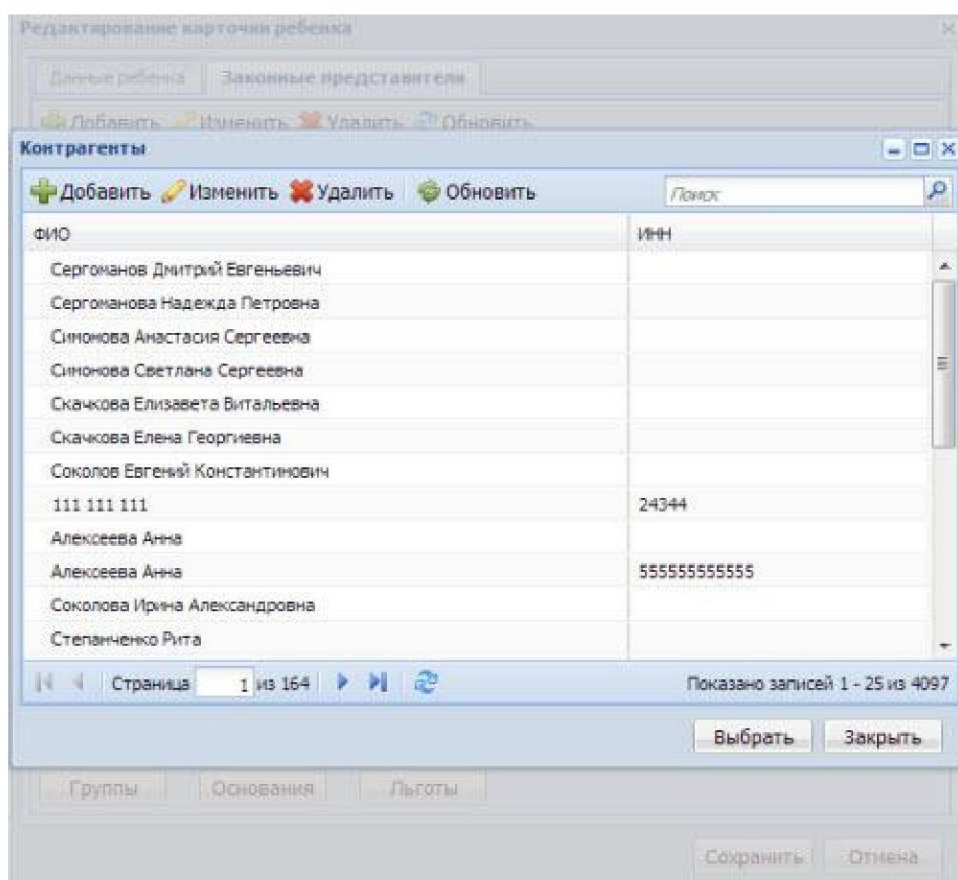 Редактирование карточки ребенка
Данные ребенка Законные представители
Добавить Изменить Удалить Обновить
Контрагенты
Добавить Изменить Удалить Обновить Поиск
ФИО ИНН
Сергоманов Дмитрий Евгеньевич
Сергоманова Надежда Петровна
Симонова Анастасия Сергеевна
Симонова Светлана Сергеевна
Скачкова Елизавета Витальевна
Скачкова Елена Георгиевна
Соколов Евгений Константинович
111 111 111 24344
Алексеева Анна
Алексеева Анна 555555555555
Соколова Ирина Александровна
Степанченко Рита
Страница 1 из 164 Показано записей 1 - 25 из 4097
Выбрать Закрыть
Группы Основания Льготы
Сохранить Отмена